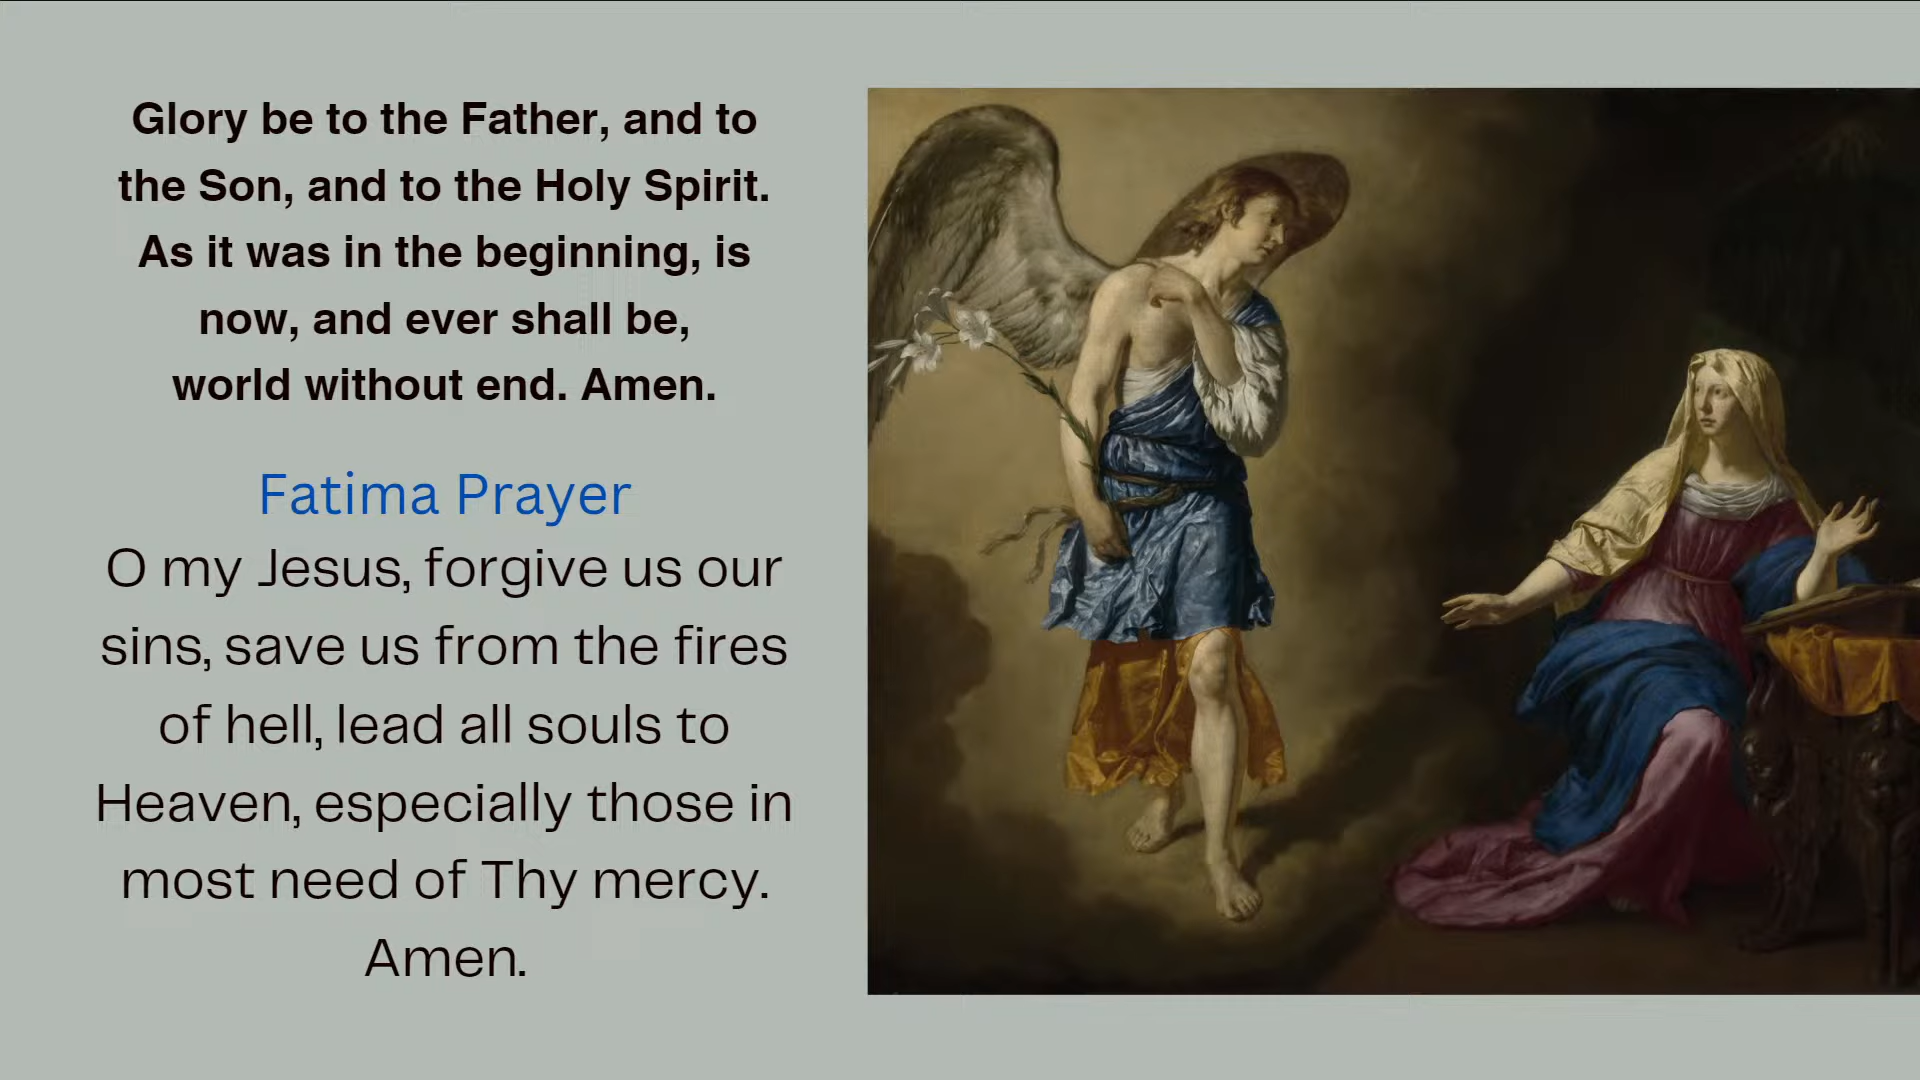 Glory be to the Father, and to
the Son, and to the Holy Spirit.
As it was in the beginning, is
now, and ever shall be,
world without end. Amen.
Fatima Prayer
O my Jesus, forgive us our
sins, save us from the fires
of hell, lead all souls to
Heaven, especially those in
most need of Thy mercy.
Amen.